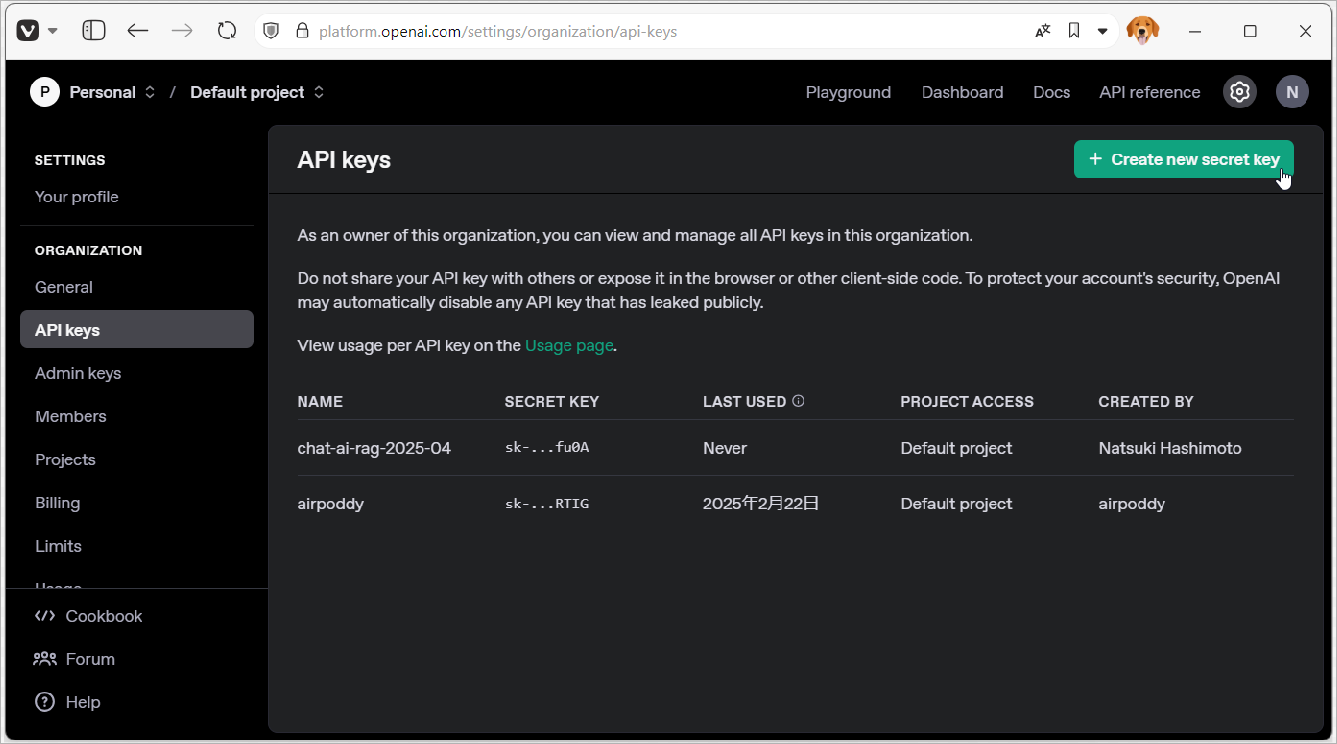 platform.openai.com/settings/organization/api-keys
P Personal / Default project
Playground Dashboard Docs API reference N
SETTINGS
Your profile
ORGANIZATION
General
API keys
Admin keys
Members
Projects
Billing
Limits
Usage
Cookbook
Forum
Help
API keys
+ Create new secret key
As an owner of this organization, you can view and manage all API keys in this organization.
Do not share your API key with others or expose it in the browser or other client-side code. To protect your account's security, OpenAI
may automatically disable any API key that has leaked publicly.
View usage per API key on the Usage page.
NAME SECRET KEY LAST USED PROJECT ACCESS CREATED BY
chat-ai-rag-2025-04 sk-...fu0A Never Default project Natsuki Hashimoto
airpoddy sk-...RTIG 2025年2月22日 Default project airpoddy